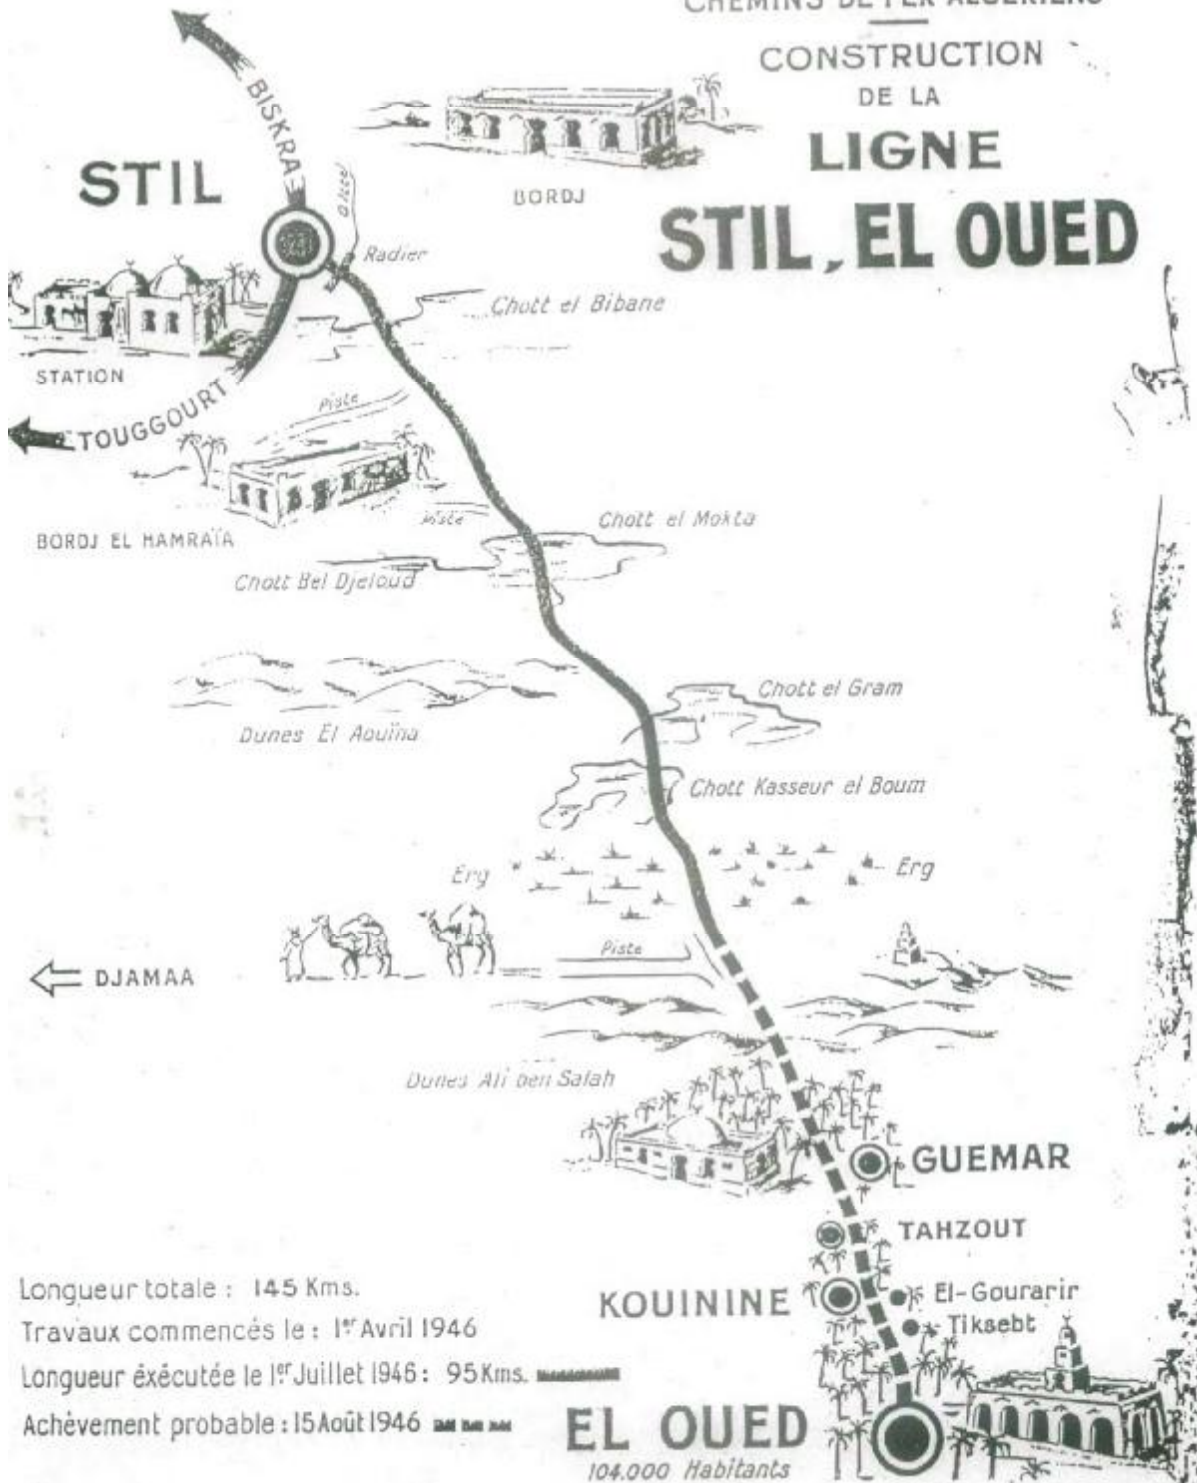 CHEMINS DE FER ALGÉRIENS
CONSTRUCTION
DE LA
LIGNE
STIL, EL OUED
BISKRA
STIL
BORDJ
Radier
Chott el Bibane
STATION
TOUGGOURT
Piste
Piste
BORDJ EL HAMRAÏA
Chott el Mokta
Chott Bel Djeloud
Chott el Gram
Dunes El Aouïna
Chott Kasseur el Boum
Erg
Erg
Piste
DJAMAA
Dunes Ali ben Salah
GUEMAR
TAHZOUT
KOUININE
El-Gourarir
Tiksebt
Longueur totale : 145 Kms.
Travaux commencés le : 1er Avril 1946
Longueur éxécutée le 1er Juillet 1946 : 95 Kms.
Achèvement probable : 15 Août 1946
EL OUED
104.000 Habitants